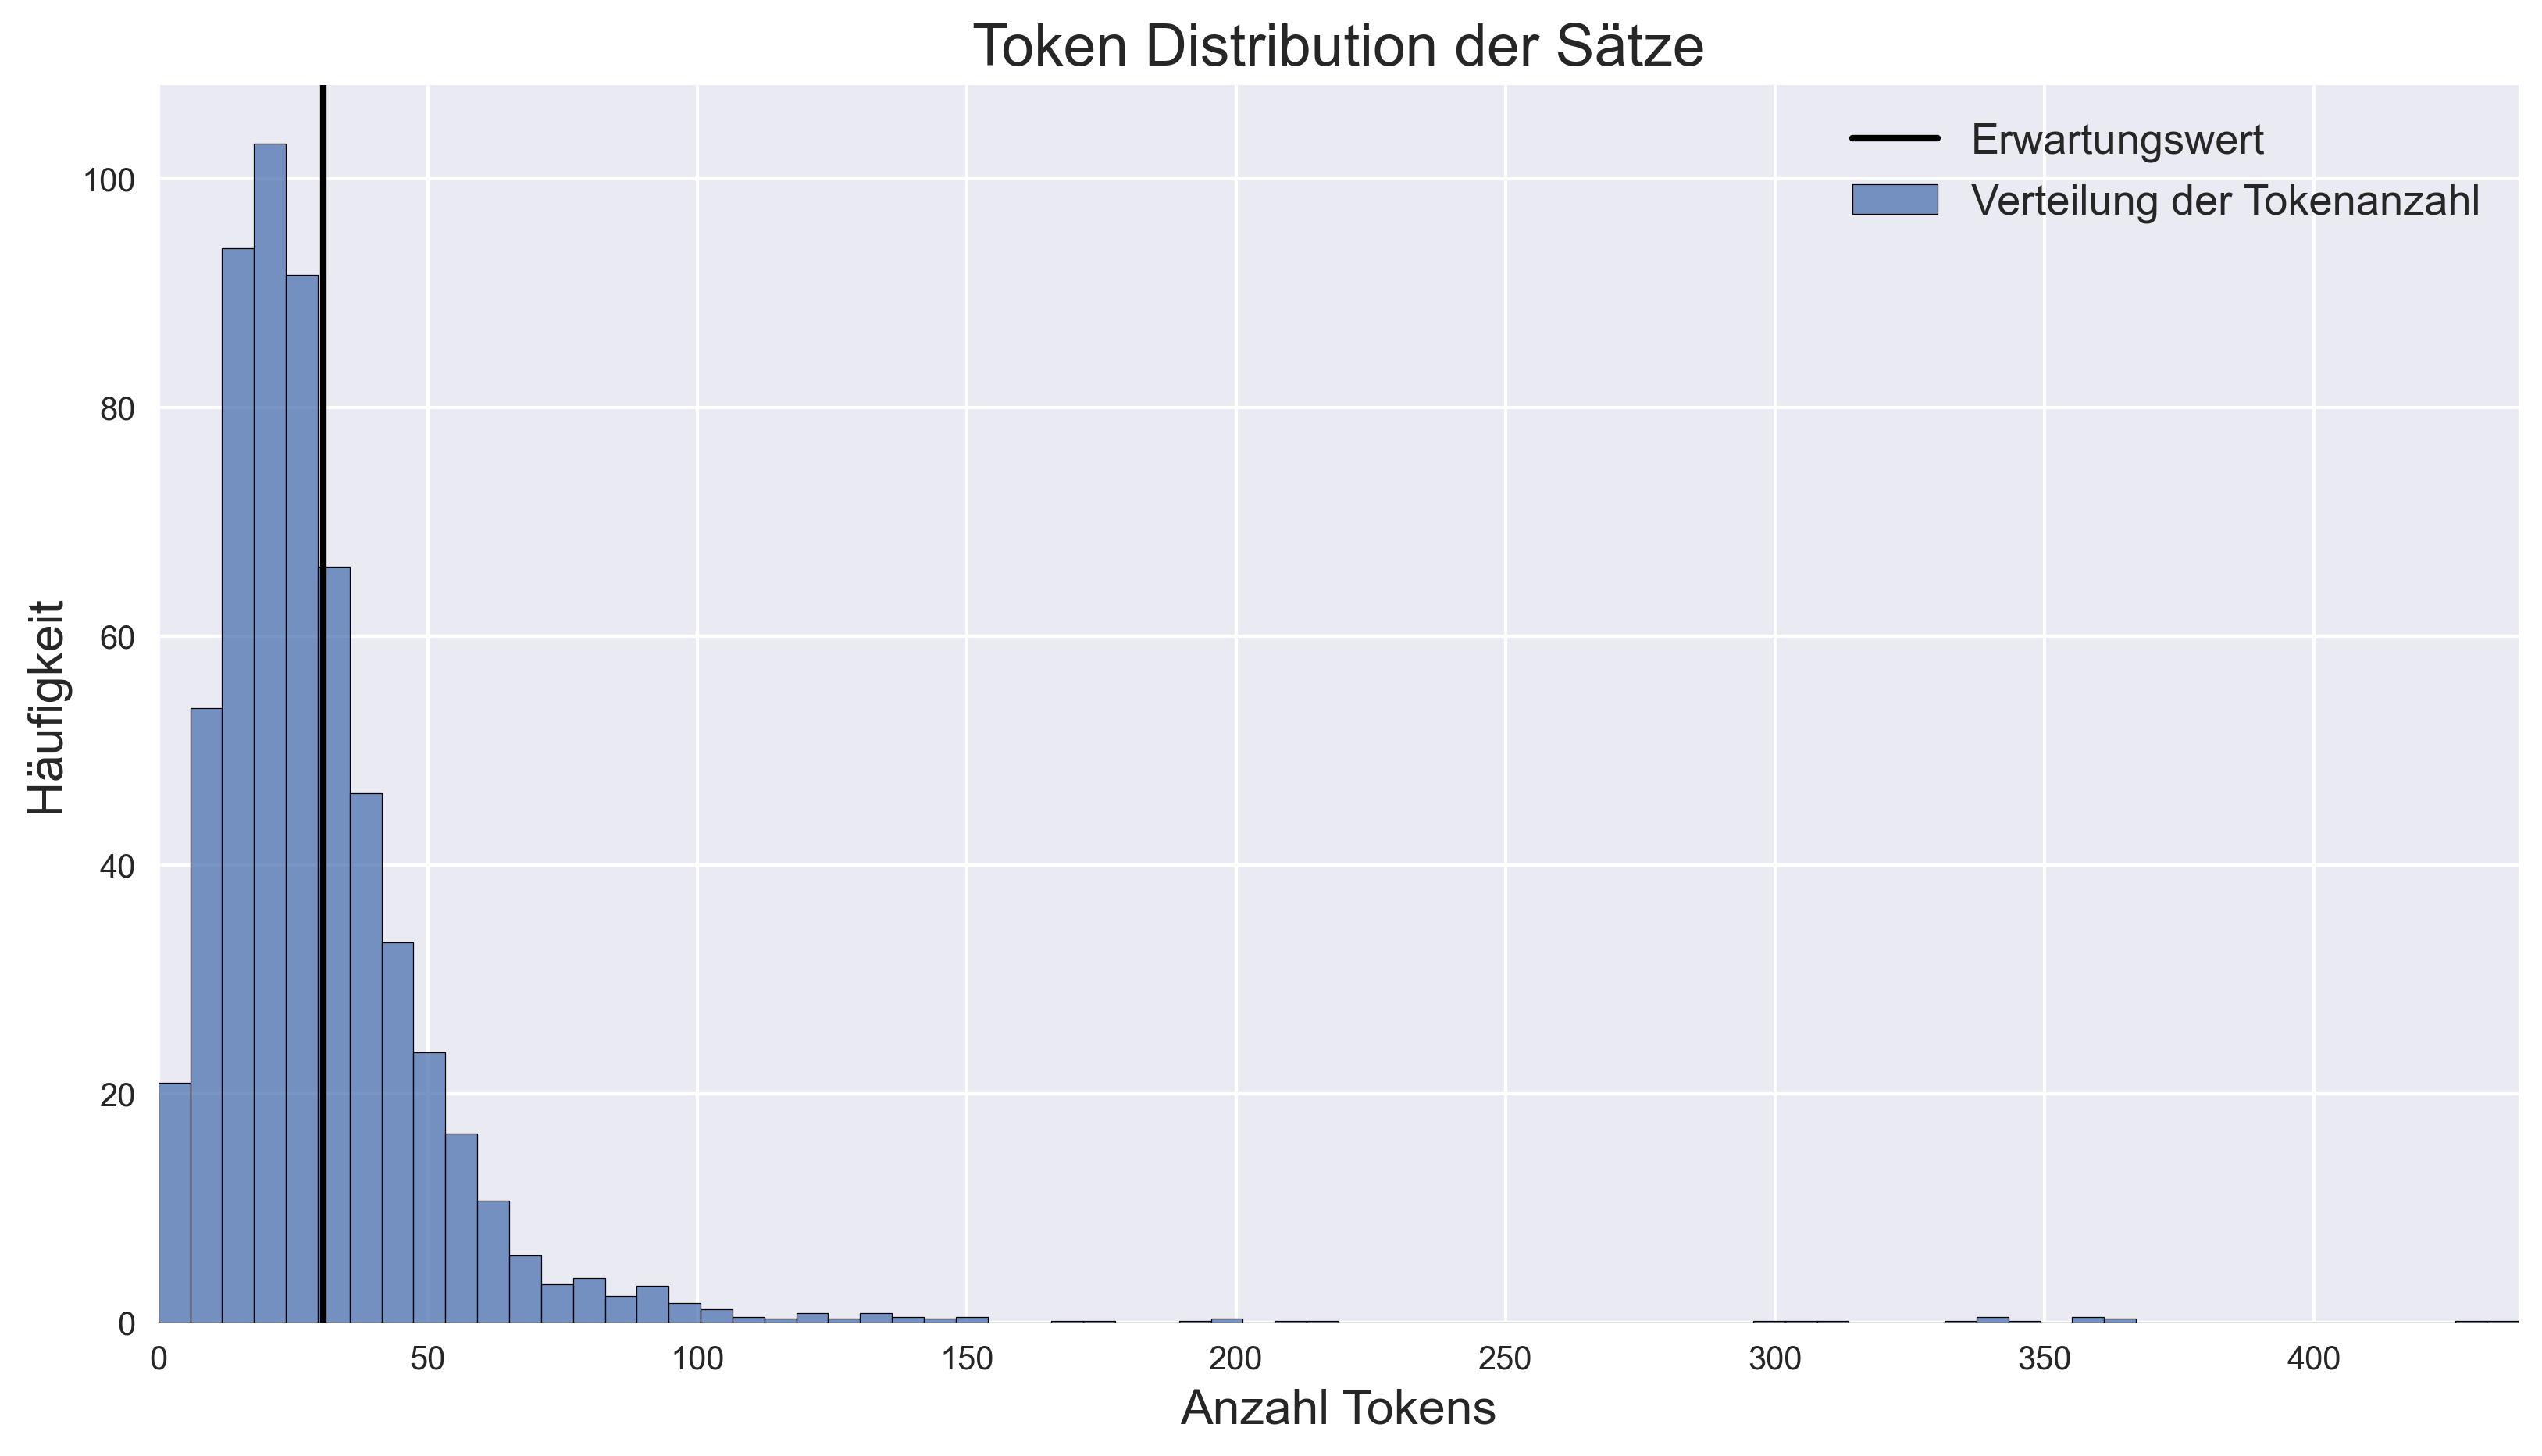 Token Distribution der Sätze
Erwartungswert
Verteilung der Tokenanzahl
Häufigkeit
100
80
60
40
20
0
0 50 100 150 200 250 300 350 400
Anzahl Tokens